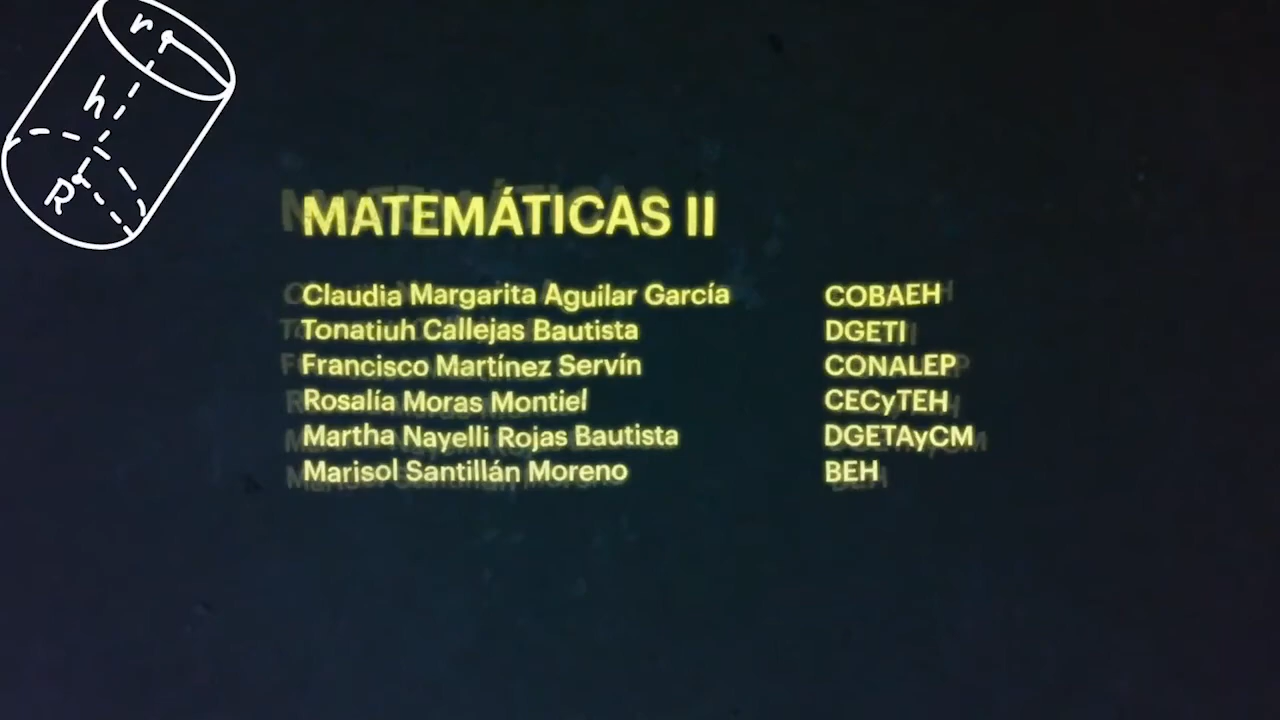 r
h
R
MATEMÁTICAS II
Claudia Margarita Aguilar García COBAEH
Tonatiuh Callejas Bautista DGETI
Francisco Martínez Servín CONALEP
Rosalía Moras Montiel CECyTEH
Martha Nayelli Rojas Bautista DGETAyCM
Marisol Santillán Moreno BEH